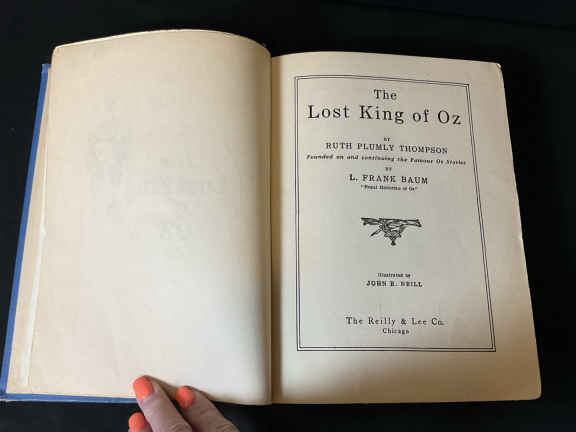 The
Lost King of Oz
BY
RUTH PLUMLY THOMPSON
Founded on and continuing the Famous Oz Stories
BY
L. FRANK BAUM
"Royal Historian of Oz"
Illustrated by
JOHN R. NEILL
The Reilly & Lee Co.
Chicago